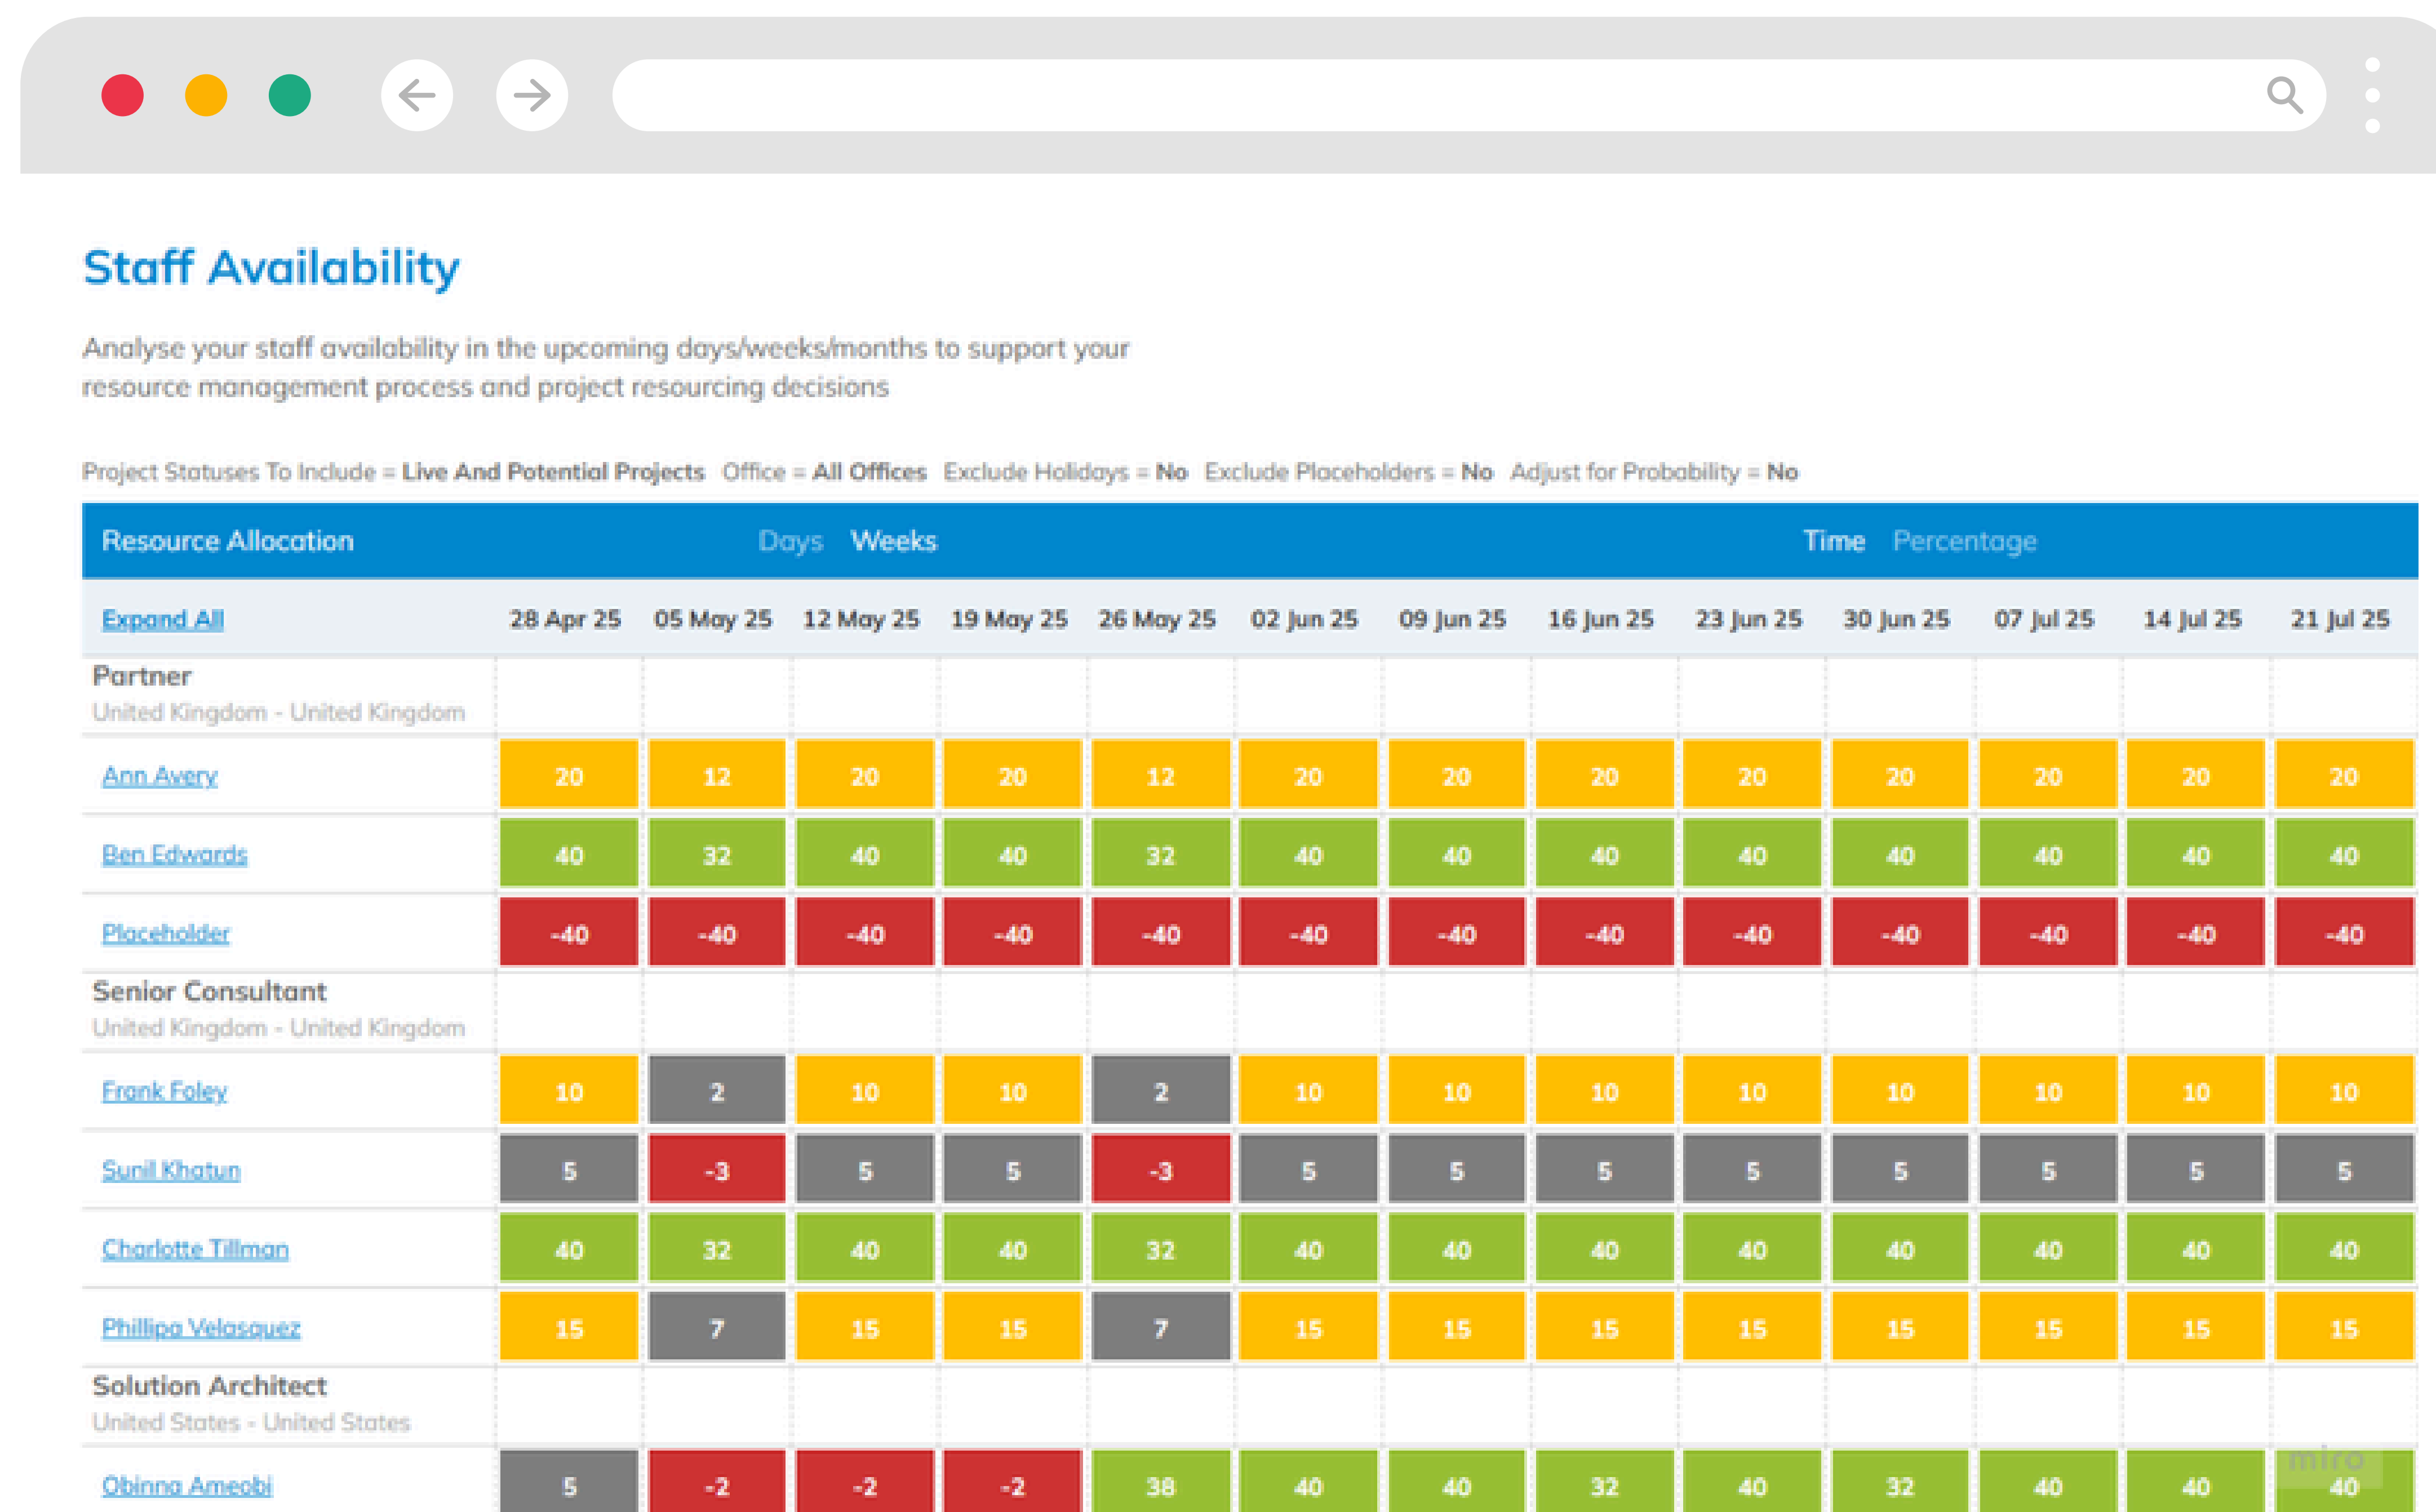 Staff Availability
Analyse your staff availability in the upcoming days/weeks/months to support your
resource management process and project resourcing decisions
Project Statuses To Include = Live And Potential Projects Office = All Offices Exclude Holidays = No Exclude Placeholders = No Adjust for Probability = No
Resource Allocation Days Weeks Time Percentage
Expand All 28 Apr 25 05 May 25 12 May 25 19 May 25 26 May 25 02 Jun 25 09 Jun 25 16 Jun 25 23 Jun 25 30 Jun 25 07 Jul 25 14 Jul 25 21 Jul 25
Partner
United Kingdom - United Kingdom
Ann Avery 20 12 20 20 12 20 20 20 20 20 20 20 20
Ben Edwards 40 32 40 40 32 40 40 40 40 40 40 40 40
Placeholder -40 -40 -40 -40 -40 -40 -40 -40 -40 -40 -40 -40 -40
Senior Consultant
United Kingdom - United Kingdom
Frank Foley 10 2 10 10 2 10 10 10 10 10 10 10 10
Sunil Khatun 5 -3 5 5 -3 5 5 5 5 5 5 5 5
Charlotte Tillman 40 32 40 40 32 40 40 40 40 40 40 40 40
Phillipa Velasquez 15 7 15 15 7 15 15 15 15 15 15 15 15
Solution Architect
United States - United States
miro
Obinna Ameobi 5 -2 -2 -2 38 40 40 32 40 32 40 40 40